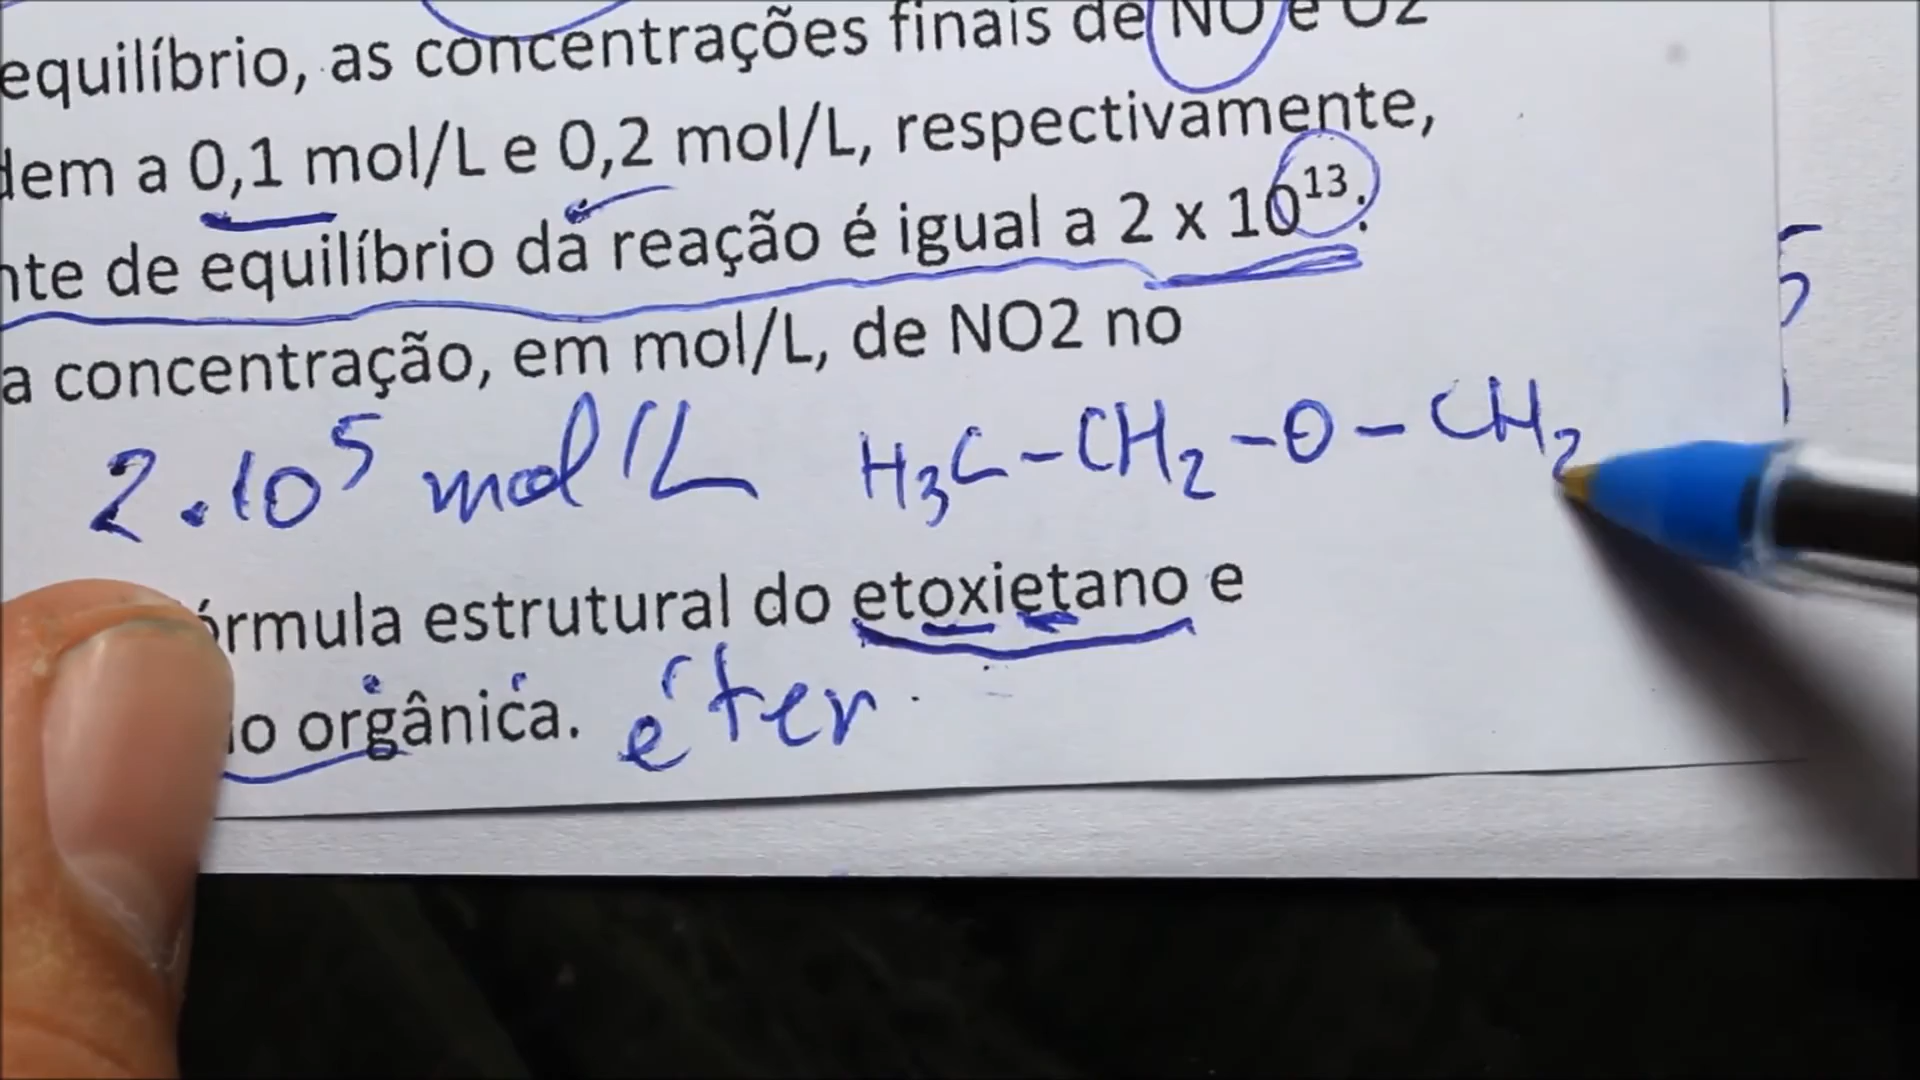 equilíbrio, as concentrações finais de NO e O2
dem a 0,1 mol/L e 0,2 mol/L, respectivamente,
nte de equilíbrio da reação é igual a 2 x 10¹³.
a concentração, em mol/L, de NO2 no
2.10⁵ mol/L H₃C-CH₂-O-CH₂
órmula estrutural do etoxietano e
orgânica. éter